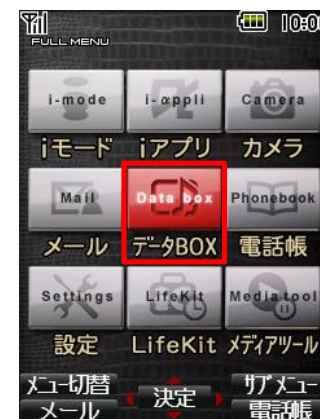 10:0
FULL MENU
i-mode i-αppli Camera
iモード iアプリ カメラ
Mail Data box Phonebook
メール データBOX 電話帳
Settings LifeKit Mediatool
設定 LifeKit メディアツール
メニュー切替 決定 サブメニュー
メール 電話帳